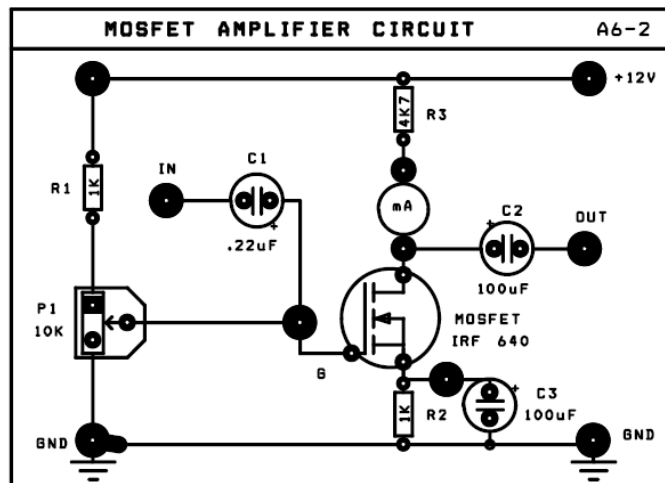 MOSFET AMPLIFIER CIRCUIT A6-2
+12V
4K7
R3
IN
C1
R1
1K
mA
C2
OUT
.22uF
+
+
100uF
P1
10K
MOSFET
IRF 640
G
+
C3
1K
R2
100uF
GND
GND